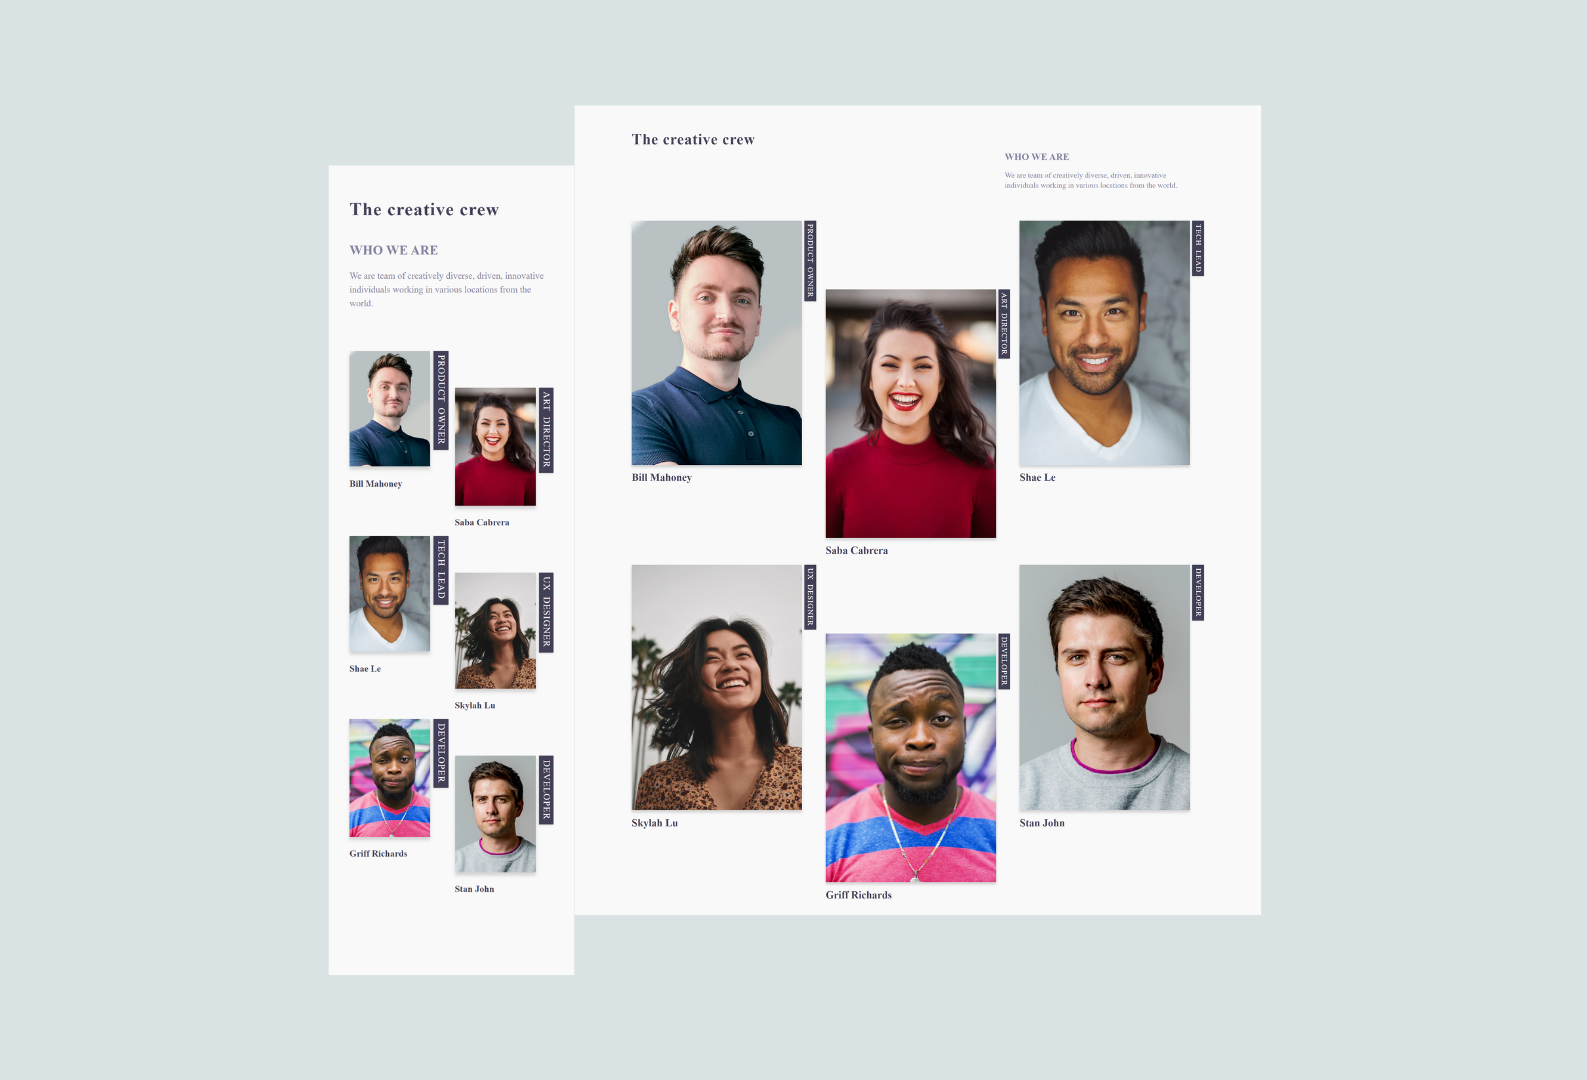 The creative crew
WHO WE ARE
We are team of creatively diverse, driven, innovative
individuals working in various locations from the
world.
PRODUCT OWNER
Bill Mahoney
ART DIRECTOR
Saba Cabrera
TECH LEAD
Shae Le
UX DESIGNER
Skylah Lu
DEVELOPER
Griff Richards
DEVELOPER
Stan John
The creative crew
WHO WE ARE
We are team of creatively diverse, driven, innovative
individuals working in various locations from the world.
PRODUCT OWNER
Bill Mahoney
ART DIRECTOR
Saba Cabrera
TECH LEAD
Shae Le
UX DESIGNER
Skylah Lu
DEVELOPER
Griff Richards
DEVELOPER
Stan John